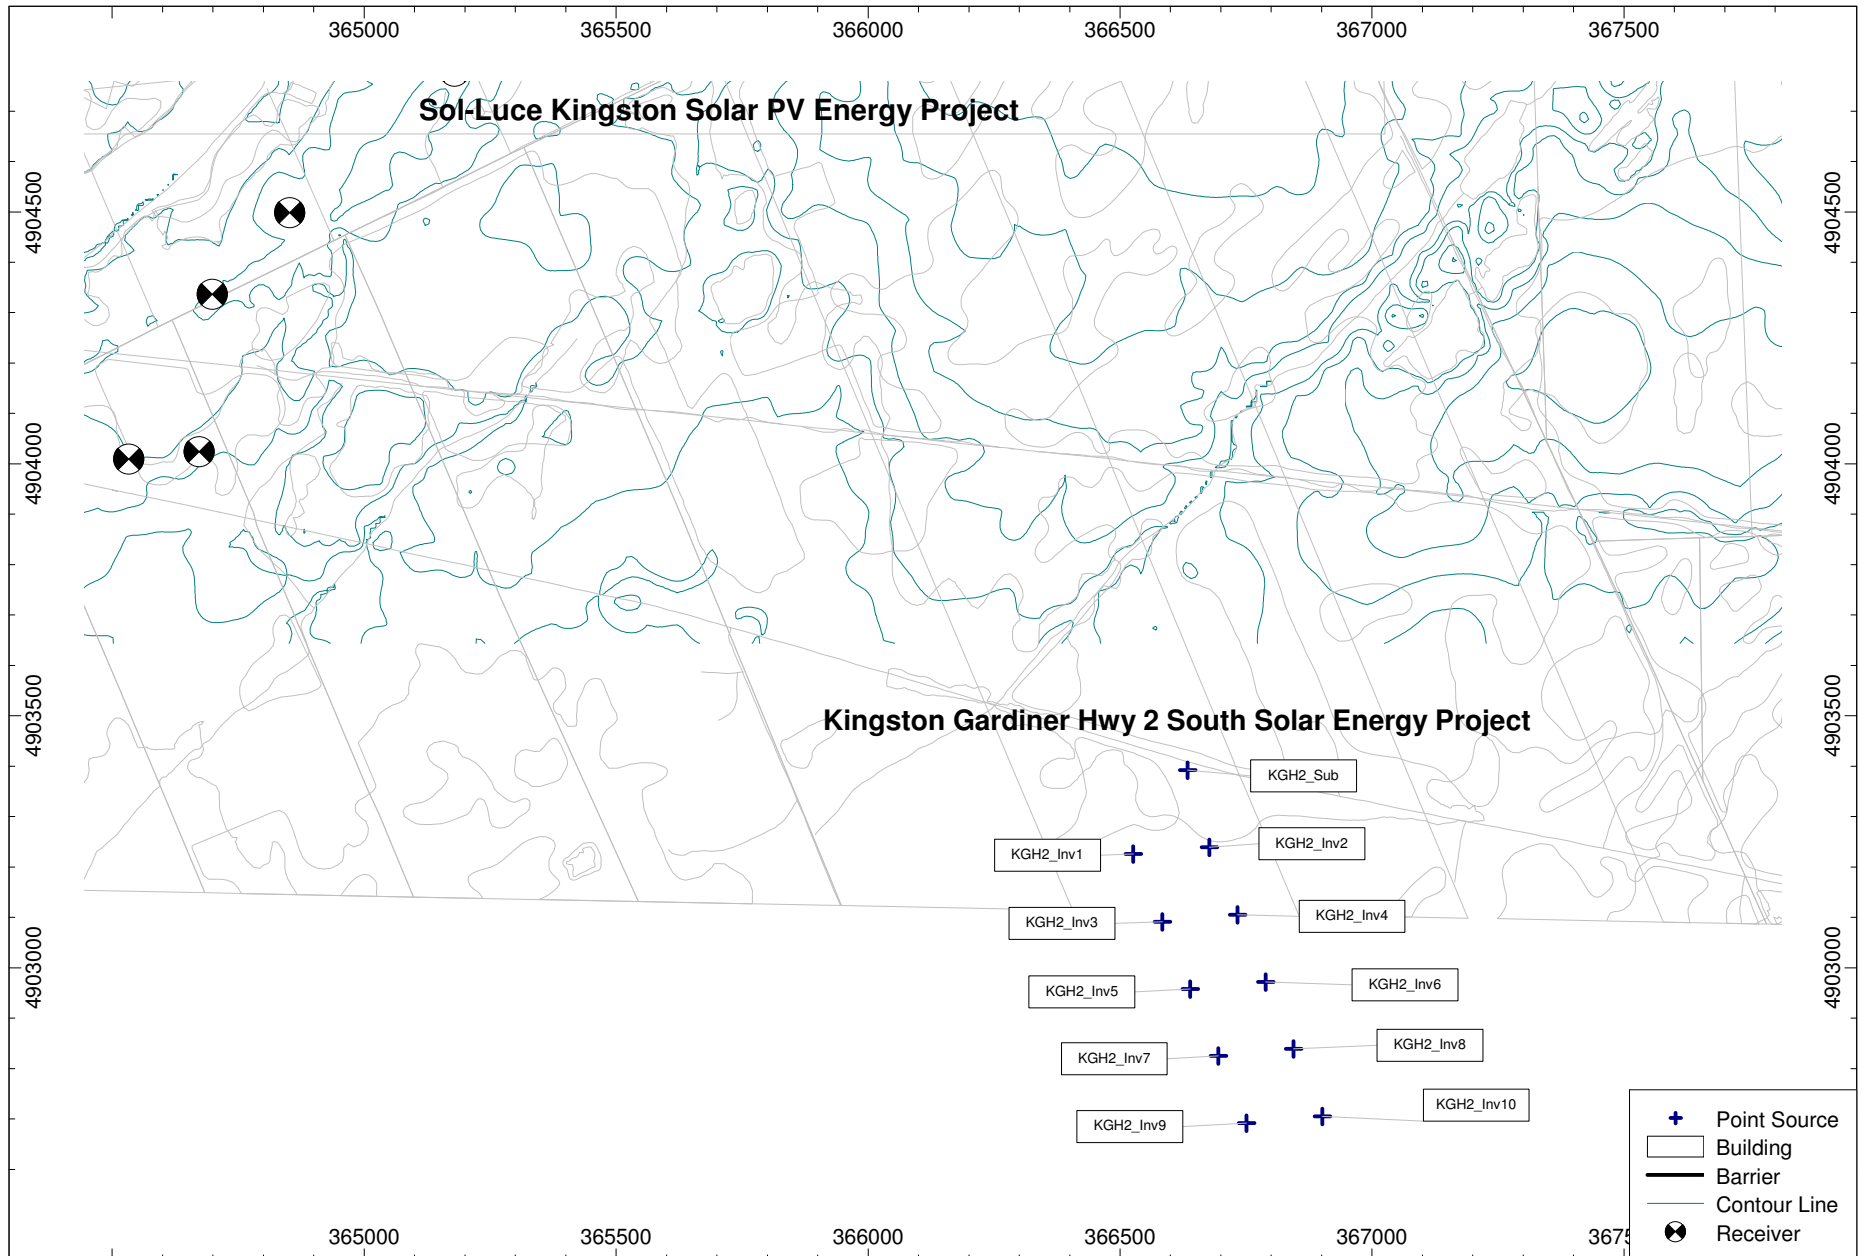 365000 365500 366000 366500 367000 367500
Sol-Luce Kingston Solar PV Energy Project
4904500 4904500
4904000 4904000
4903500 4903500
Kingston Gardiner Hwy 2 South Solar Energy Project
KGH2_Sub
KGH2_Inv1 KGH2_Inv2
KGH2_Inv3 KGH2_Inv4
4903000 4903000
KGH2_Inv5 KGH2_Inv6
KGH2_Inv7 KGH2_Inv8
KGH2_Inv9 KGH2_Inv10
Point Source
Building
Barrier
Contour Line
Receiver
365000 365500 366000 366500 367000 3675